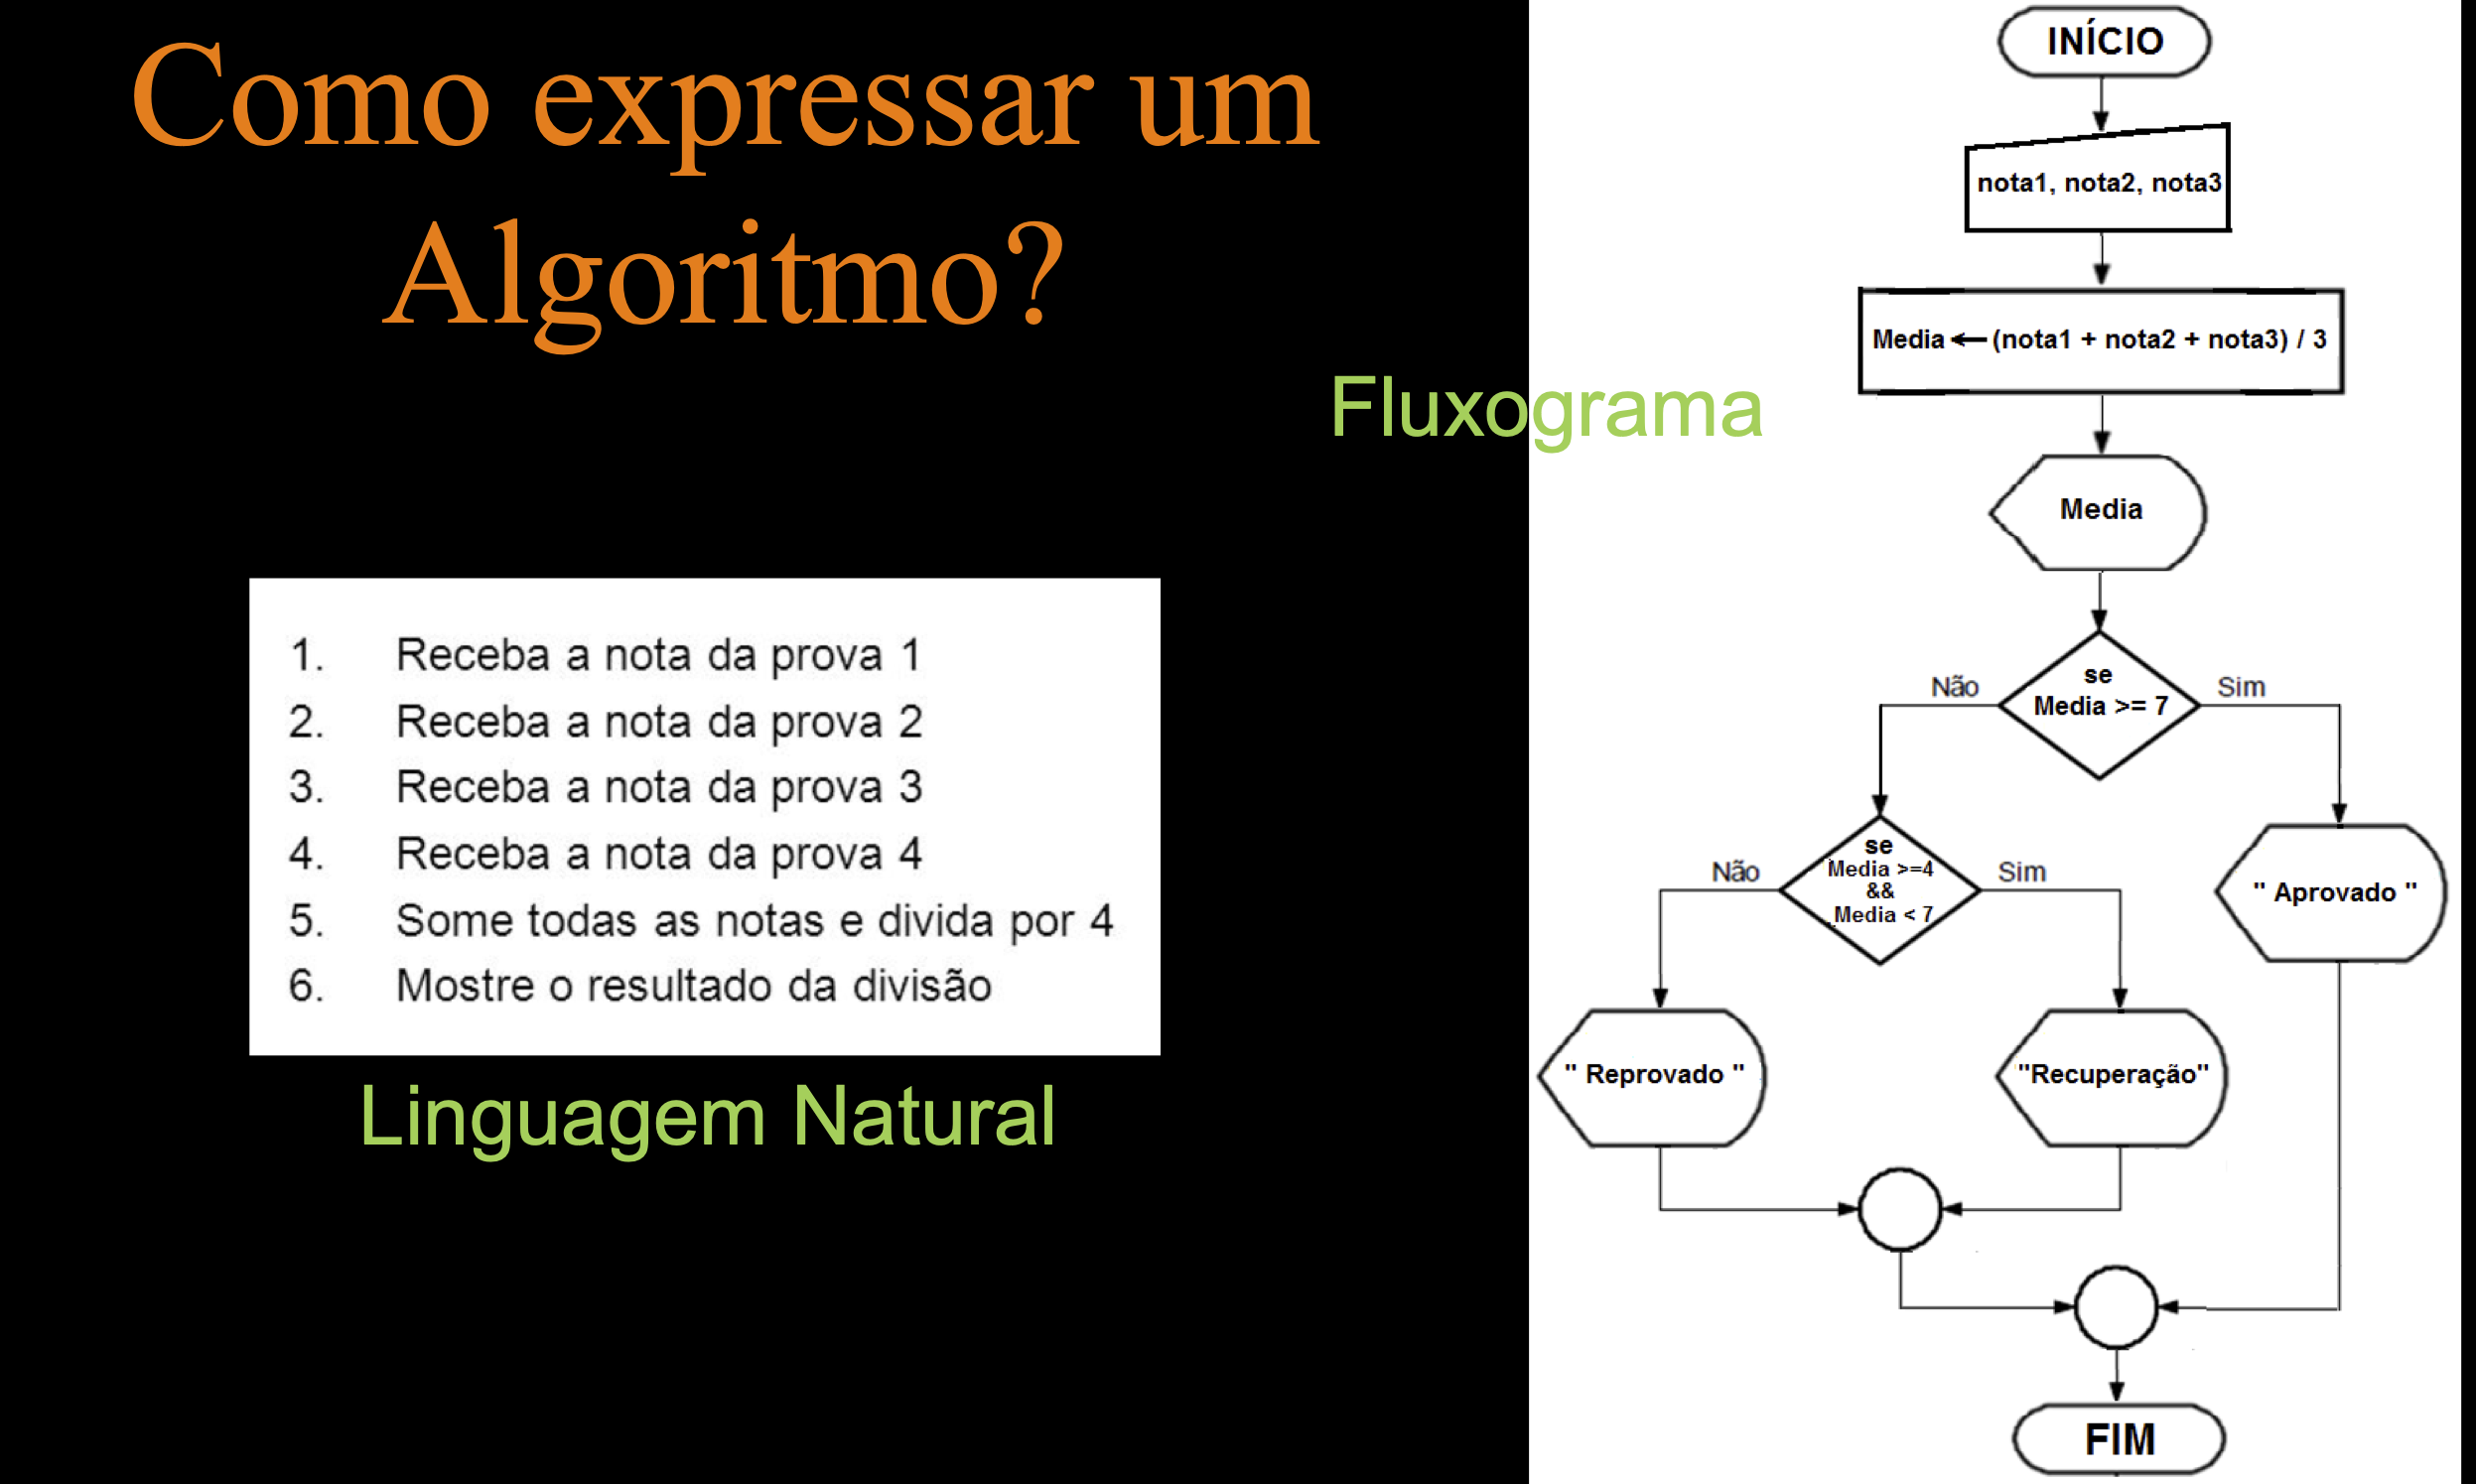 Como expressar um
Algoritmo?
1. Receba a nota da prova 1
2. Receba a nota da prova 2
3. Receba a nota da prova 3
4. Receba a nota da prova 4
5. Some todas as notas e divida por 4
6. Mostre o resultado da divisão
Linguagem Natural
Fluxograma
INÍCIO
nota1, nota2, nota3
Media ← (nota1 + nota2 + nota3) / 3
Media
se
Media >= 7
Não
Sim
se
Media >=4
&&
Media < 7
Não
Sim
" Aprovado "
" Reprovado "
"Recuperação"
FIM